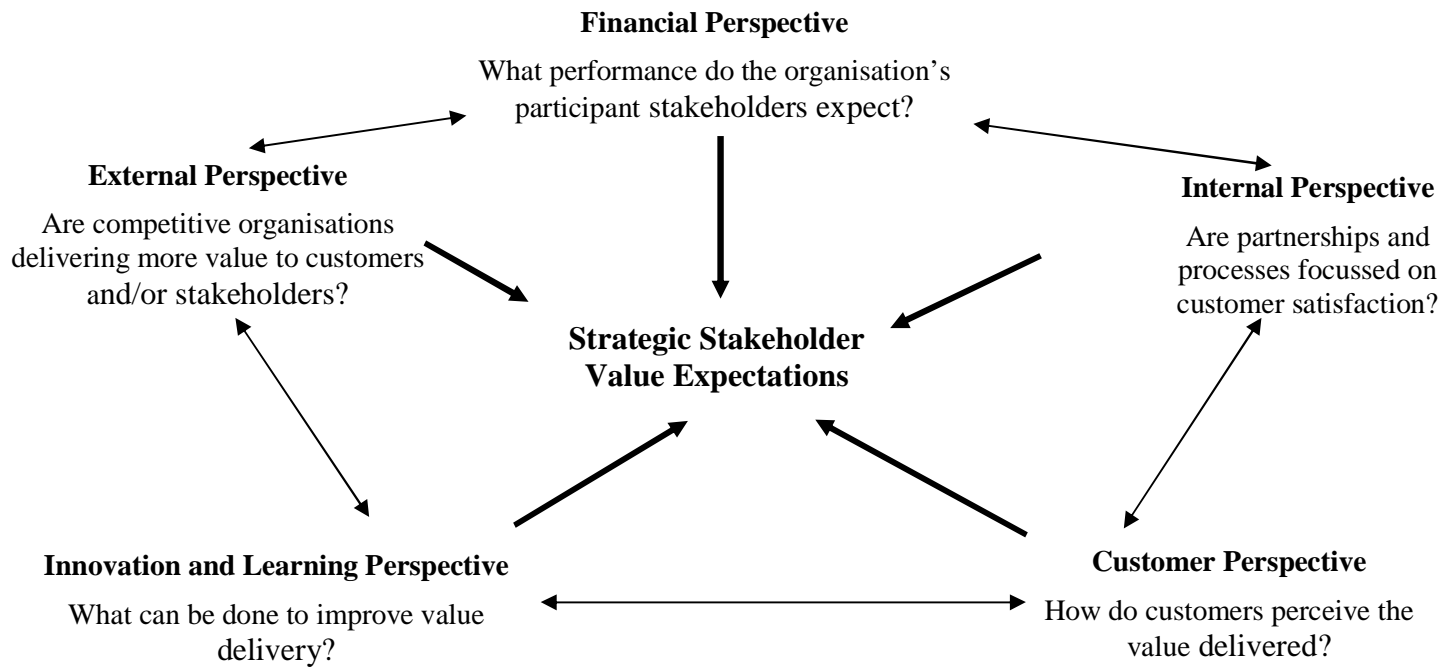 Financial Perspective
What performance do the organisation’s
participant stakeholders expect?
External Perspective
Are competitive organisations
delivering more value to customers
and/or stakeholders?
Internal Perspective
Are partnerships and
processes focussed on
customer satisfaction?
Strategic Stakeholder
Value Expectations
Innovation and Learning Perspective
What can be done to improve value
delivery?
Customer Perspective
How do customers perceive the
value delivered?